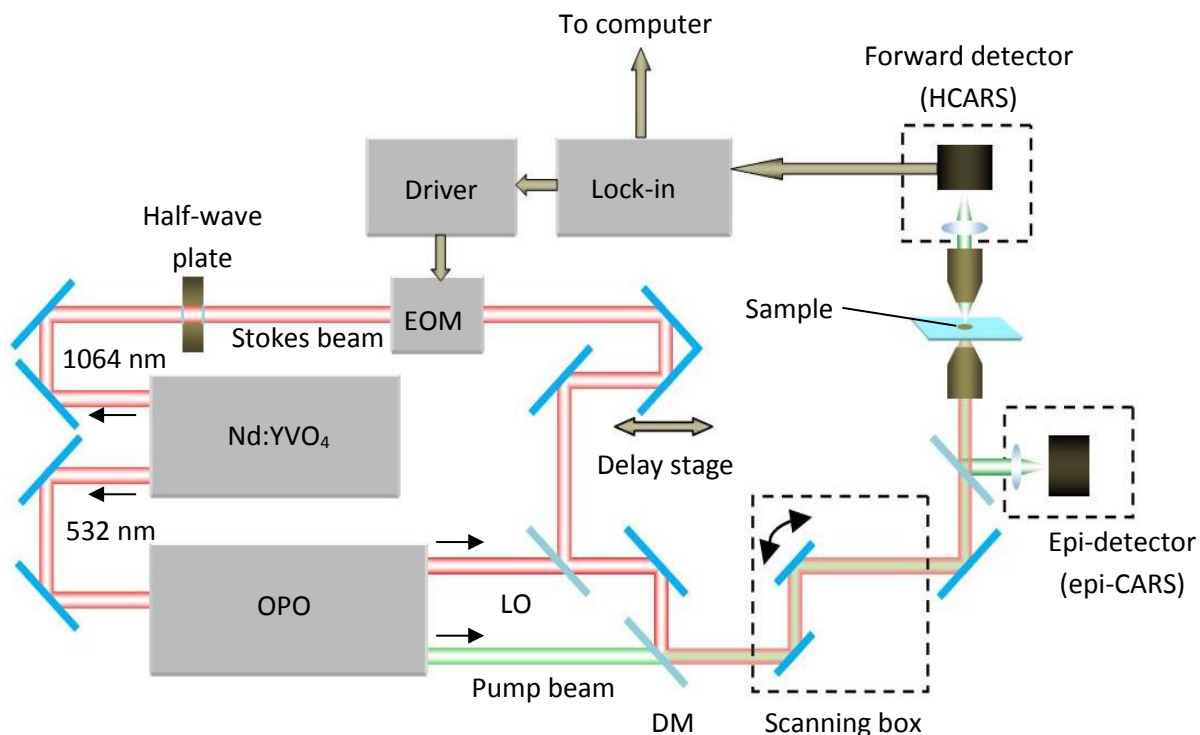 To computer
Forward detector
(HCARS)
Driver
Lock-in
Half-wave
plate
EOM
Sample
Stokes beam
1064 nm
Nd:YVO₄
Delay stage
532 nm
Epi-detector
(epi-CARS)
OPO
LO
Pump beam
DM
Scanning box